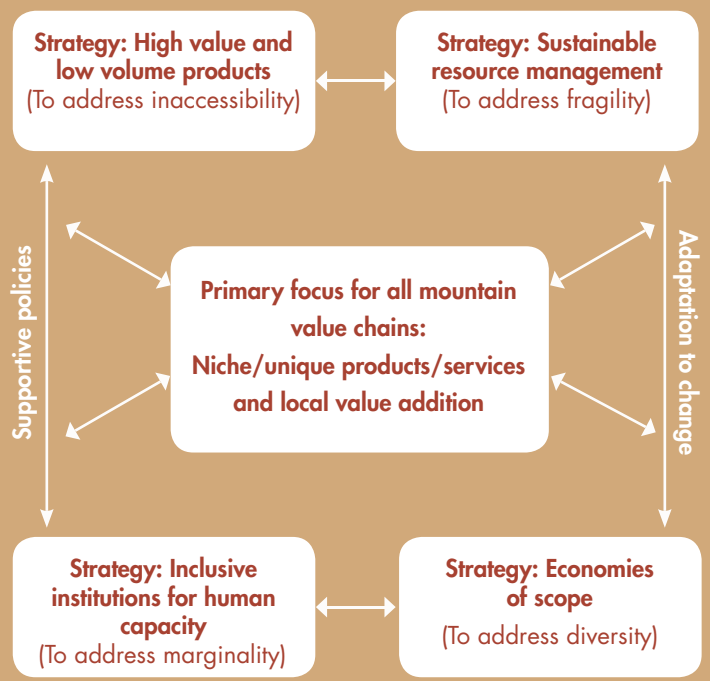 Strategy: High value and
low volume products
(To address inaccessibility)
Strategy: Sustainable
resource management
(To address fragility)
Supportive policies
Primary focus for all mountain
value chains:
Niche/unique products/services
and local value addition
Adaptation to change
Strategy: Inclusive
institutions for human
capacity
(To address marginality)
Strategy: Economies
of scope
(To address diversity)